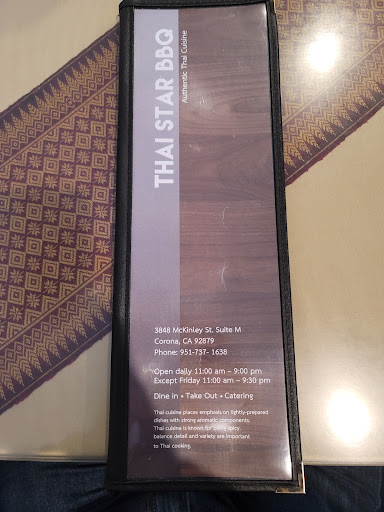 THAI STAR BBQ
Authentic Thai Cuisine
3848 McKinley St. Suite M
Corona, CA 92879
Phone: 951-737- 1638
Open daily 11:00 am – 9:00 pm
Except Friday 11:00 am – 9:30 pm
Dine in • Take Out • Catering
Thai cuisine places emphasis on lightly-prepared
dishes with strong aromatic components.
Thai cuisine is known for being spicy.
balance detail and variety are important
to Thai cooking.